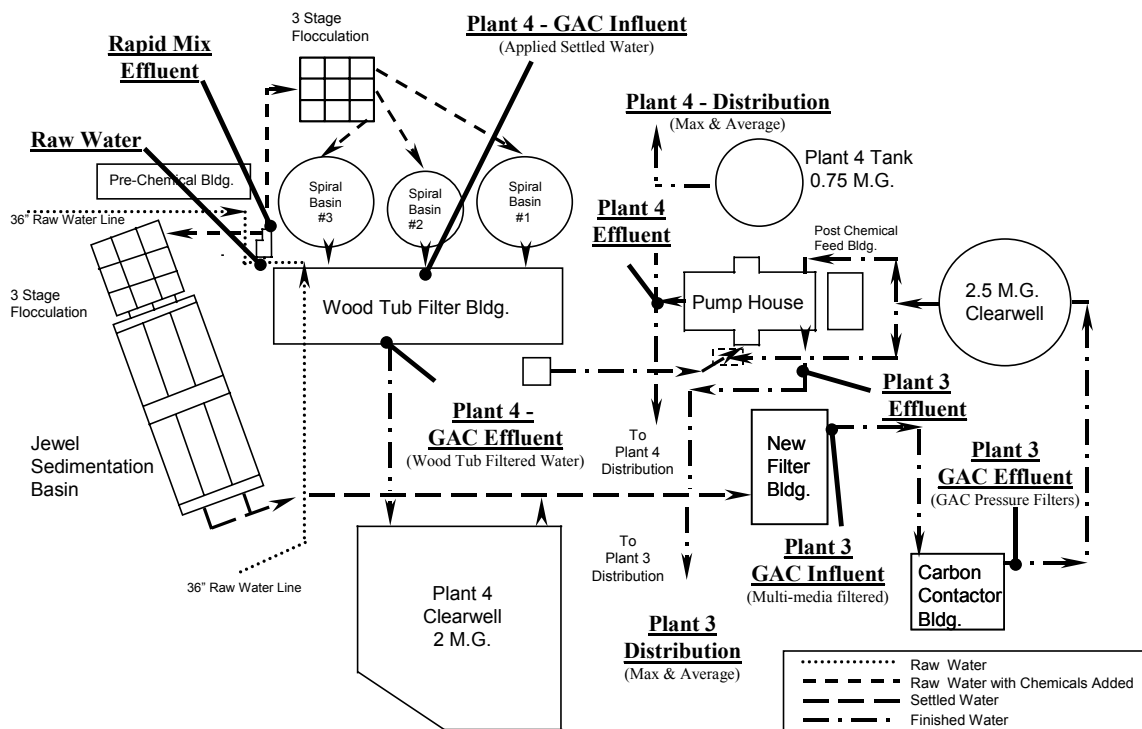 3 Stage
Flocculation
Plant 4 - GAC Influent
(Applied Settled Water)
Rapid Mix
Effluent
Raw Water
Pre-Chemical Bldg.
36" Raw Water Line
Spiral
Basin
#3
Spiral
Basin
#2
Spiral
Basin
#1
Plant 4 - Distribution
(Max & Average)
Plant 4 Tank
0.75 M.G.
Plant 4
Effluent
Post Chemical
Feed Bldg.
3 Stage
Flocculation
Wood Tub Filter Bldg.
Pump House
2.5 M.G.
Clearwell
Plant 3
Effluent
Plant 4 -
GAC Effluent
(Wood Tub Filtered Water)
To
Plant 4
Distribution
New
Filter
Bldg.
Plant 3
GAC Effluent
(GAC Pressure Filters)
Jewel
Sedimentation
Basin
To
Plant 3
Distribution
Plant 3
GAC Influent
(Multi-media filtered)
Carbon
Contactor
Bldg.
36" Raw Water Line
Plant 4
Clearwell
2 M.G.
Plant 3
Distribution
(Max & Average)
Raw Water
Raw Water with Chemicals Added
Settled Water
Finished Water